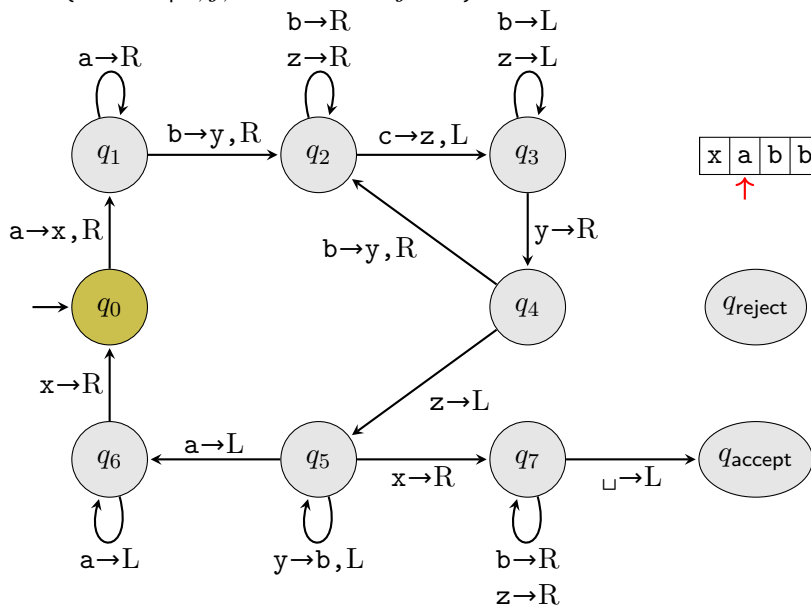 b→R b→L
a→R z→R z→L
q1 b→y,R q2 c→z,L q3 x a b b
a→x,R b→y,R y→R
q0 q4 qreject
x→R z→L
q6 a→L q5 x→R q7 ␣→L qaccept
a→L y→b,L b→R
z→R